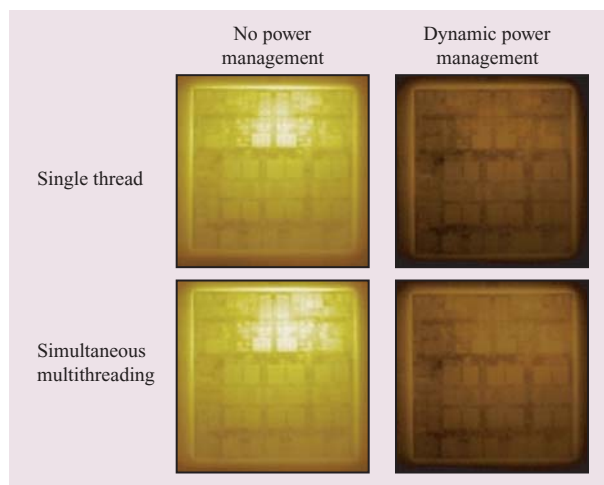 No power
management
Dynamic power
management
Single thread
Simultaneous
multithreading